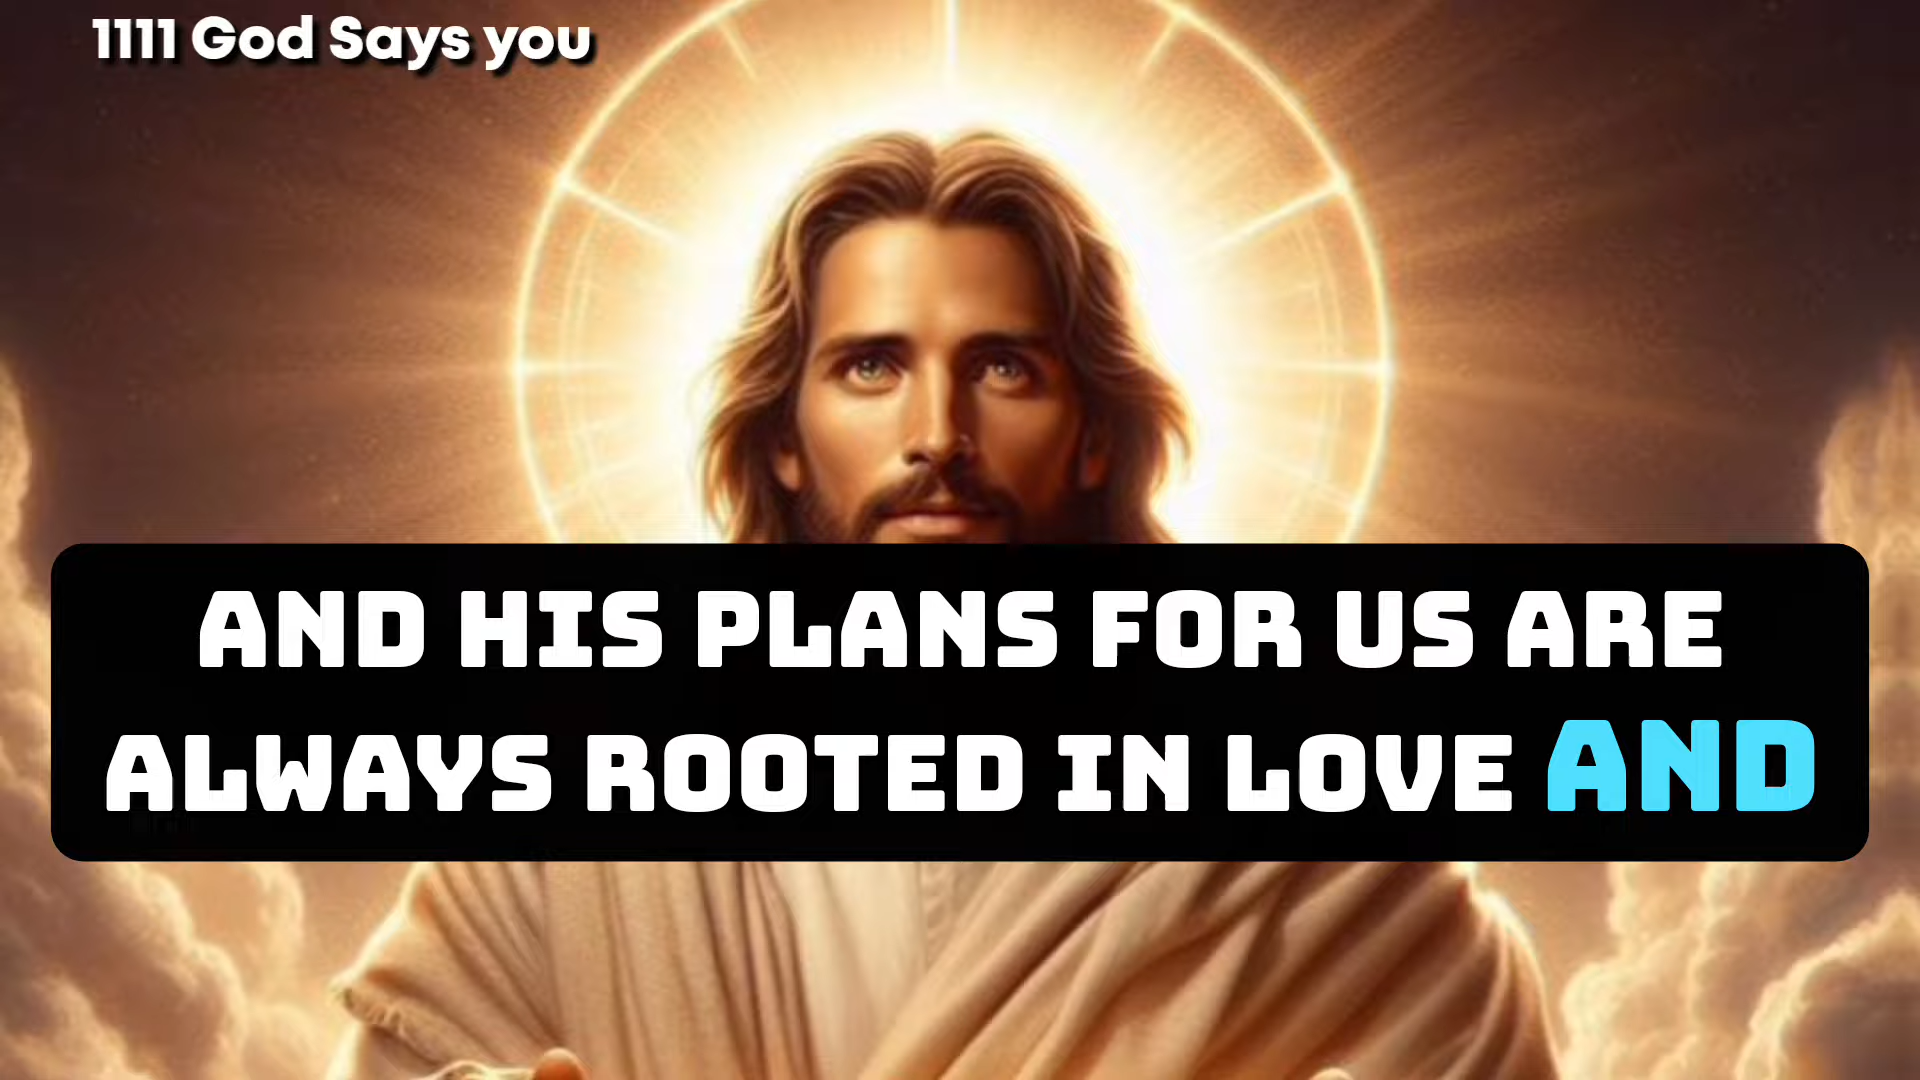 1111 God Says you
AND HIS PLANS FOR US ARE
ALWAYS ROOTED IN LOVE AND